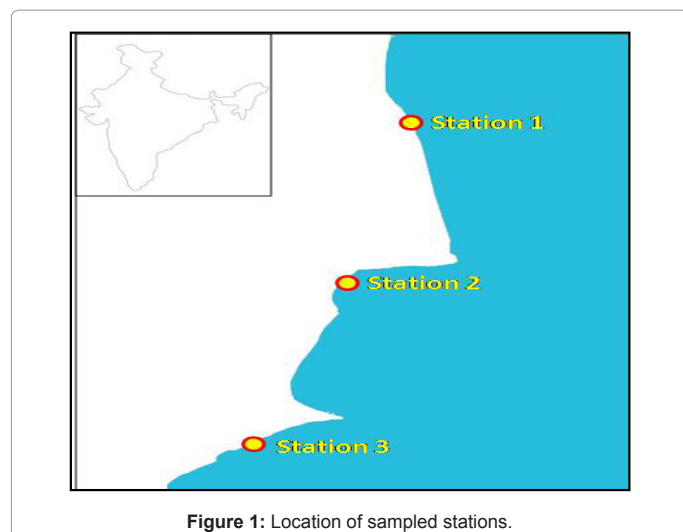 Station 1
Station 2
Station 3
Figure 1: Location of sampled stations.